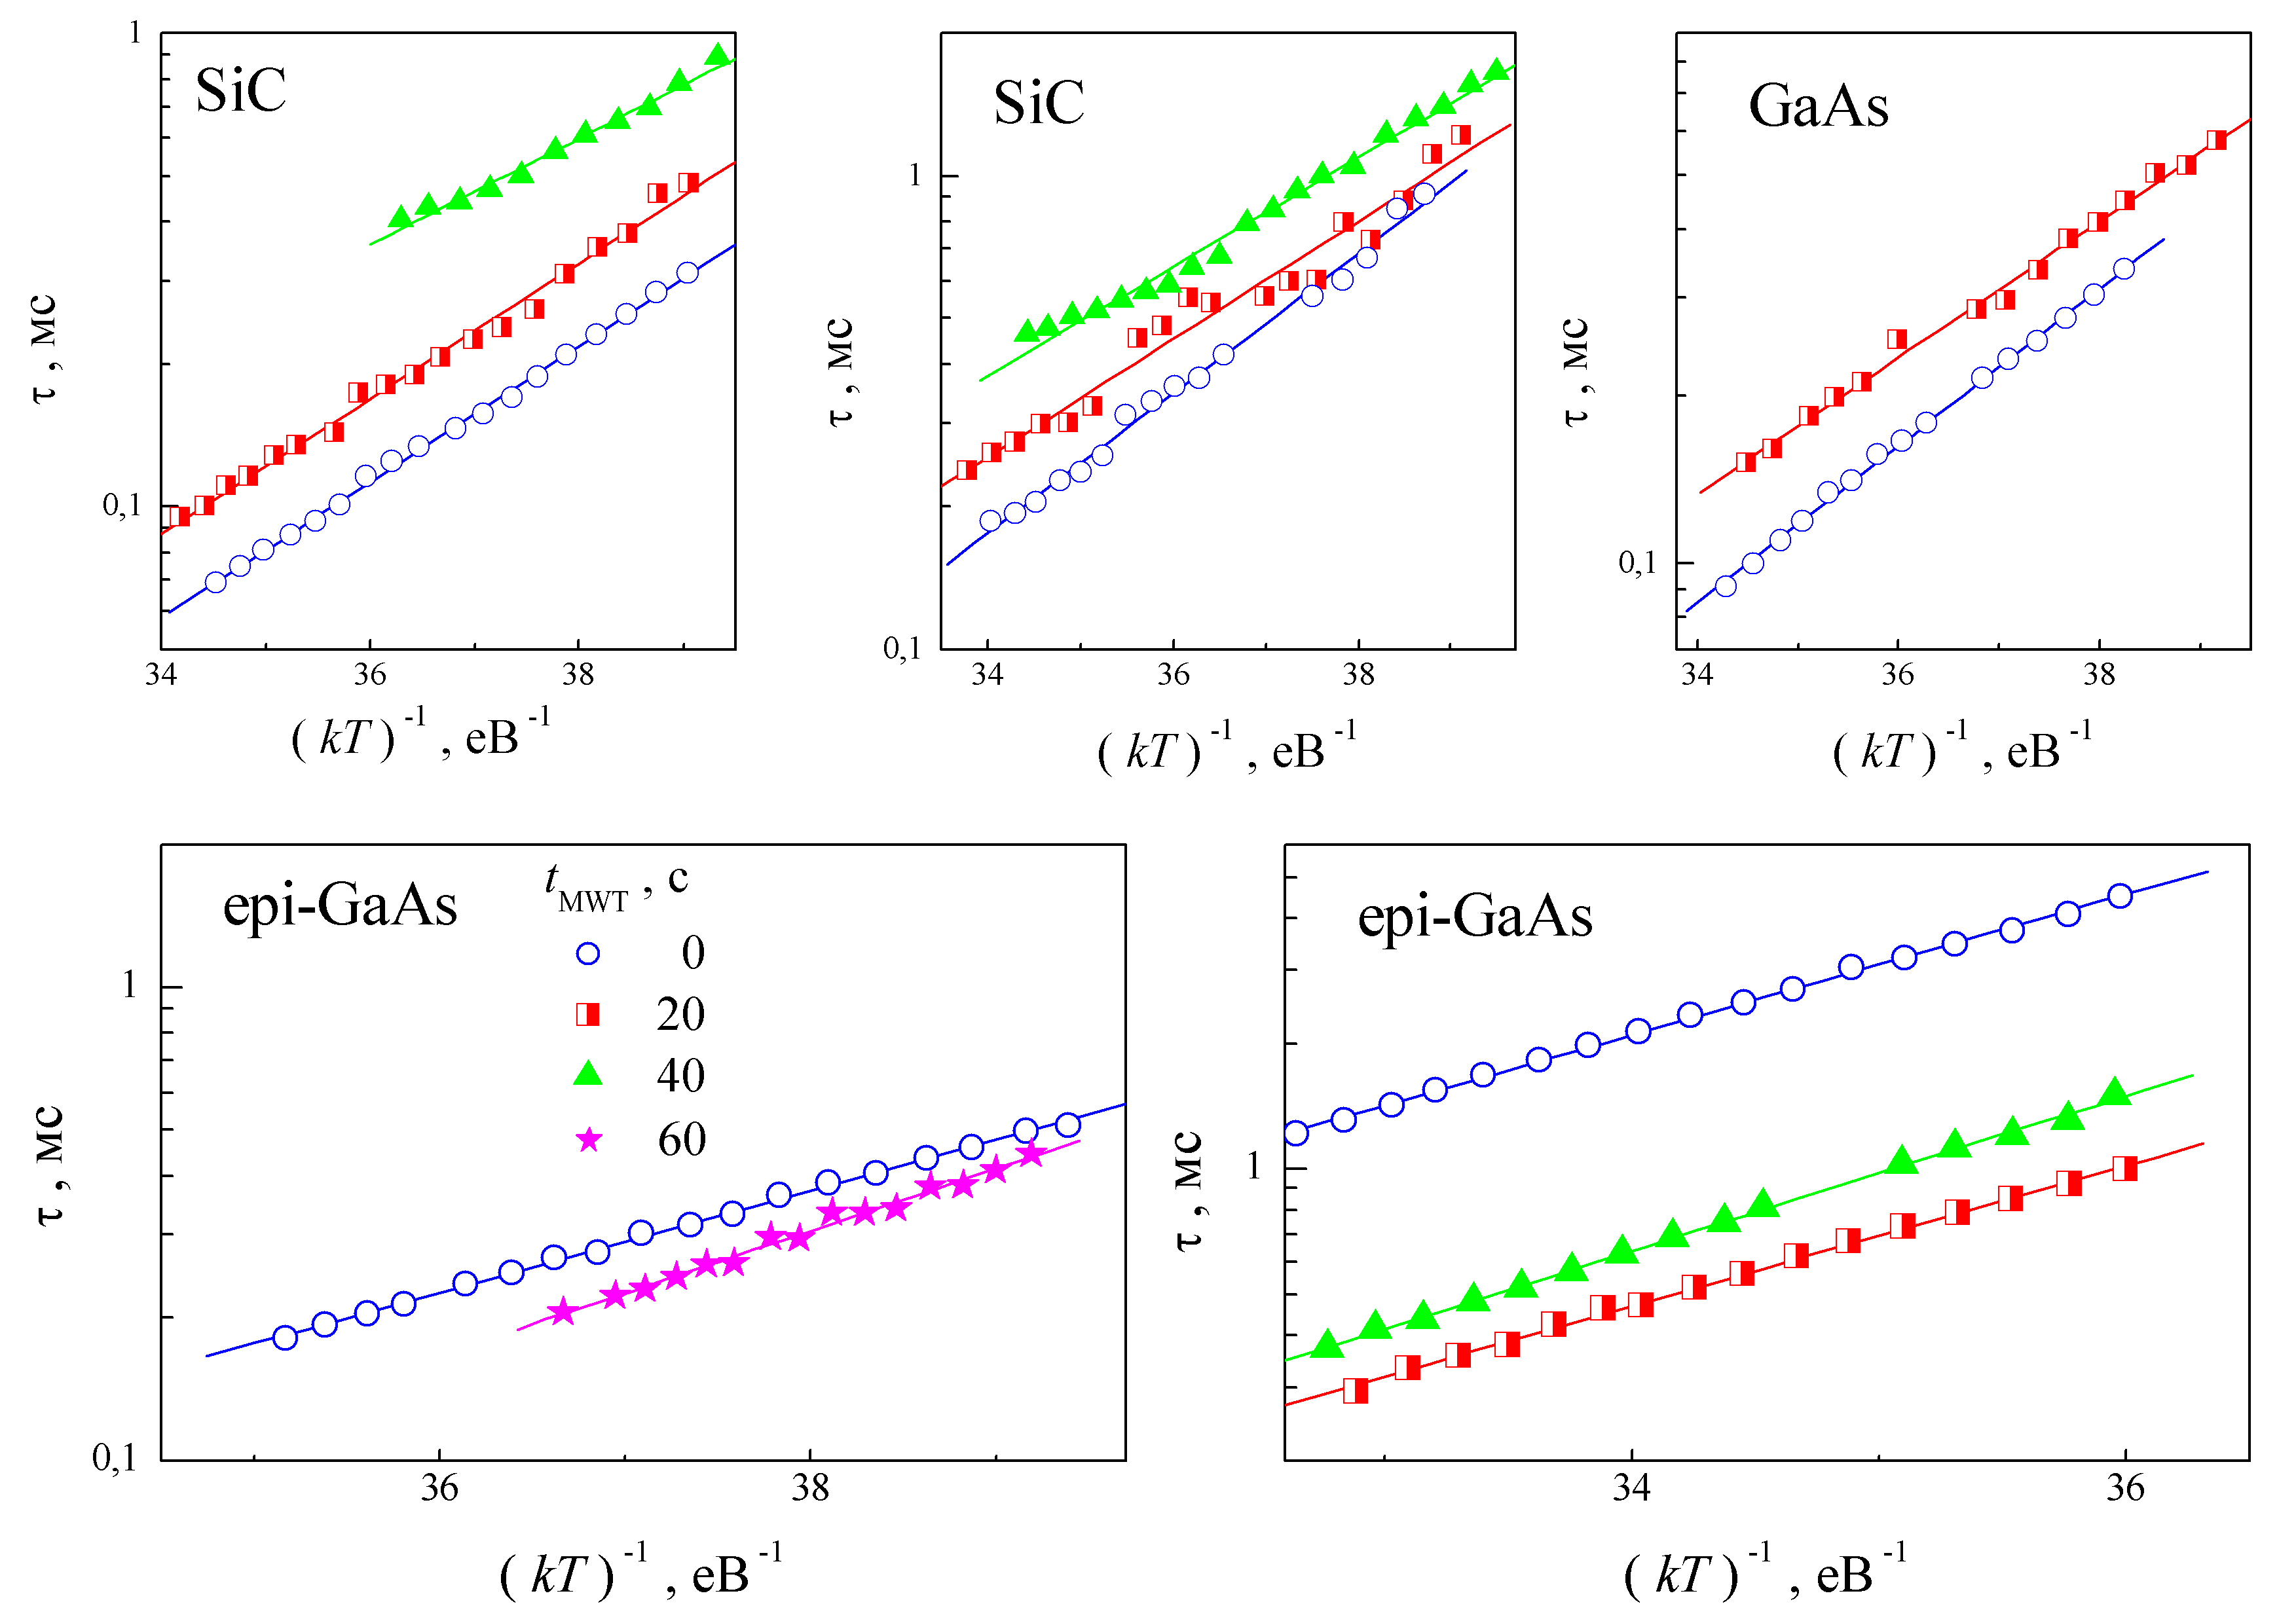 SiC
1
0,1
34 36 38
τ , мс
(kT)⁻¹ , eB⁻¹
SiC
1
0,1
34 36 38
τ , мс
(kT)⁻¹ , eB⁻¹
GaAs
0,1
34 36 38
τ , мс
(kT)⁻¹ , eB⁻¹
epi-GaAs
t MWT , c
0
20
40
60
1
0,1
36 38
τ , мс
(kT)⁻¹ , eB⁻¹
epi-GaAs
1
34 36
τ , мс
(kT)⁻¹ , eB⁻¹